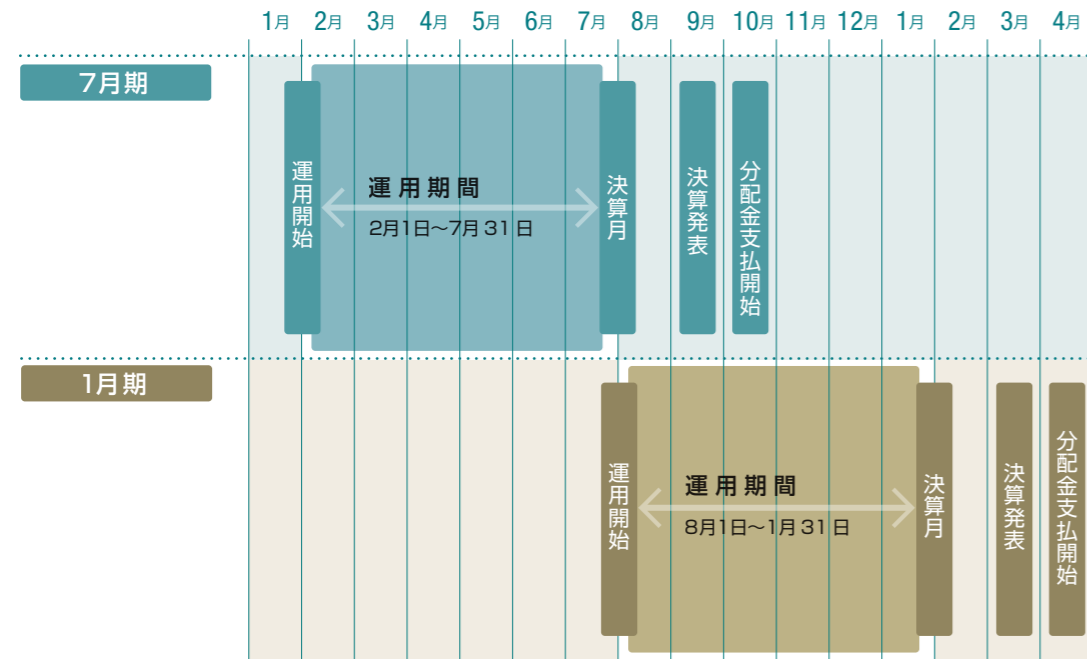 1月 2月 3月 4月 5月 6月 7月 8月 9月 10月 11月 12月 1月 2月 3月 4月
7月期
運用開始
運用期間
2月1日～7月31日
決算月
決算発表
分配金支払開始
1月期
運用開始
運用期間
8月1日～1月31日
決算月
決算発表
分配金支払開始